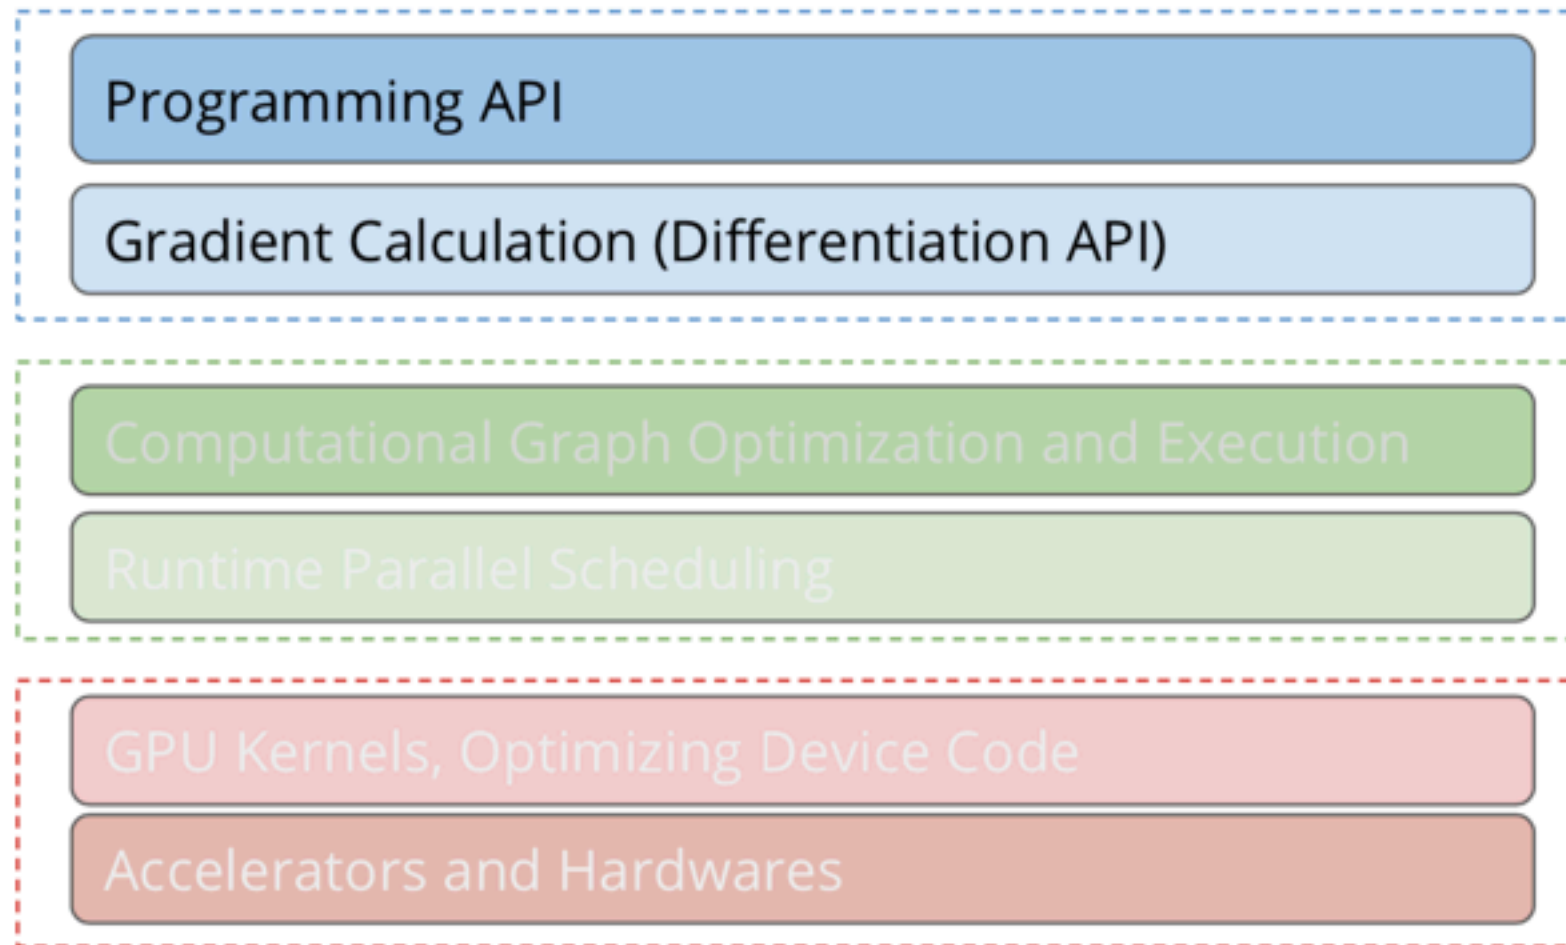 Programming API
Gradient Calculation (Differentiation API)
Computational Graph Optimization and Execution
Runtime Parallel Scheduling
GPU Kernels, Optimizing Device Code
Accelerators and Hardwares